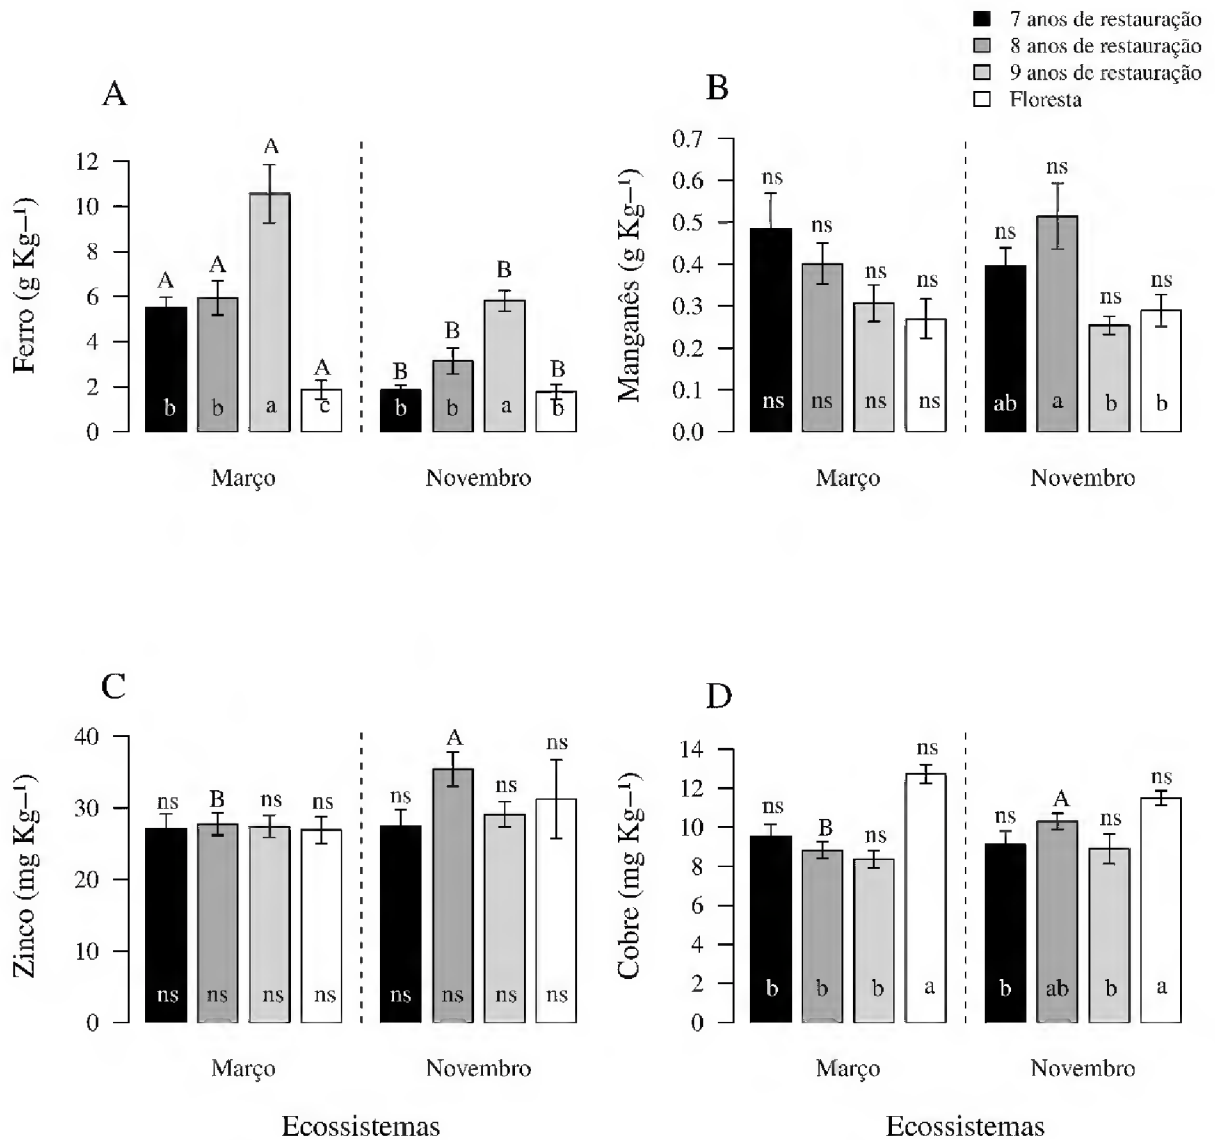 7 anos de restauração
8 anos de restauração
9 anos de restauração
Floresta
A
Ferro (g Kg–¹)
12
10
8
6
4
2
0
A
A
A
A
B
B
B
B
b
b
a
c
b
b
a
b
Março
Novembro
B
Manganês (g Kg–¹)
0.7
0.6
0.5
0.4
0.3
0.2
0.1
0.0
ns
ns
ns
ns
ns
ns
ns
ns
ns
ns
ns
ns
ab
a
b
b
Março
Novembro
C
Zinco (mg Kg–¹)
40
30
20
10
0
ns
B
ns
ns
ns
A
ns
ns
ns
ns
ns
ns
ns
ns
ns
ns
Março
Novembro
Ecossistemas
D
Cobre (mg Kg–¹)
14
12
10
8
6
4
2
0
ns
B
ns
ns
ns
A
ns
ns
b
b
b
a
b
ab
b
a
Março
Novembro
Ecossistemas